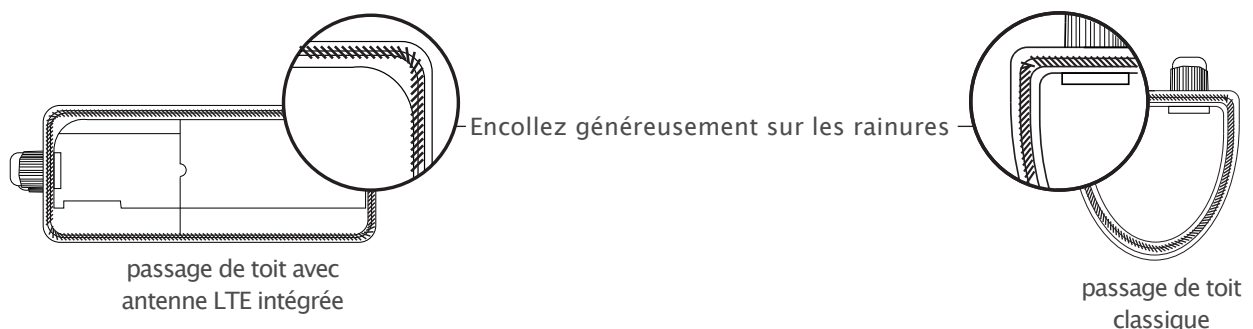 Encollez généreusement sur les rainures
passage de toit avec
antenne LTE intégrée
passage de toit
classique